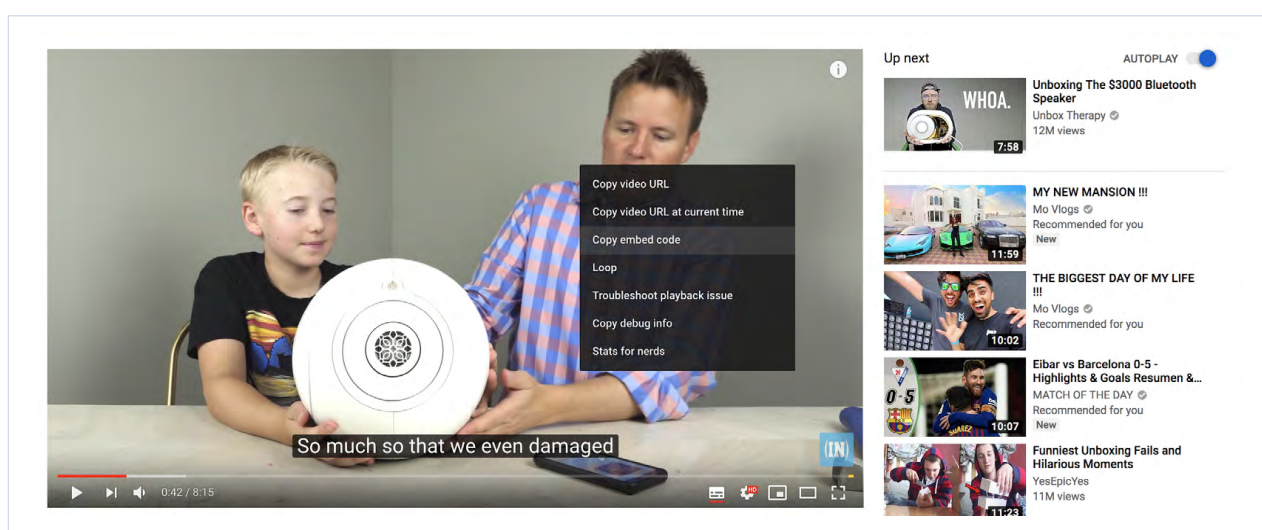 Copy video URL
Copy video URL at current time
Copy embed code
Loop
Troubleshoot playback issue
Copy debug info
Stats for nerds
So much so that we even damaged
(IN)
0:42 / 8:15
HD
Up next
AUTOPLAY
WHOA.
7:58
Unboxing The $3000 Bluetooth
Speaker
Unbox Therapy
12M views
11:59
MY NEW MANSION !!!
Mo Vlogs
Recommended for you
New
10:02
THE BIGGEST DAY OF MY LIFE
!!!
Mo Vlogs
Recommended for you
0-5
SUAREZ
10:07
Eibar vs Barcelona 0-5 -
Highlights & Goals Resumen &...
MATCH OF THE DAY
Recommended for you
New
11:23
Funniest Unboxing Fails and
Hilarious Moments
YesEpicYes
11M views